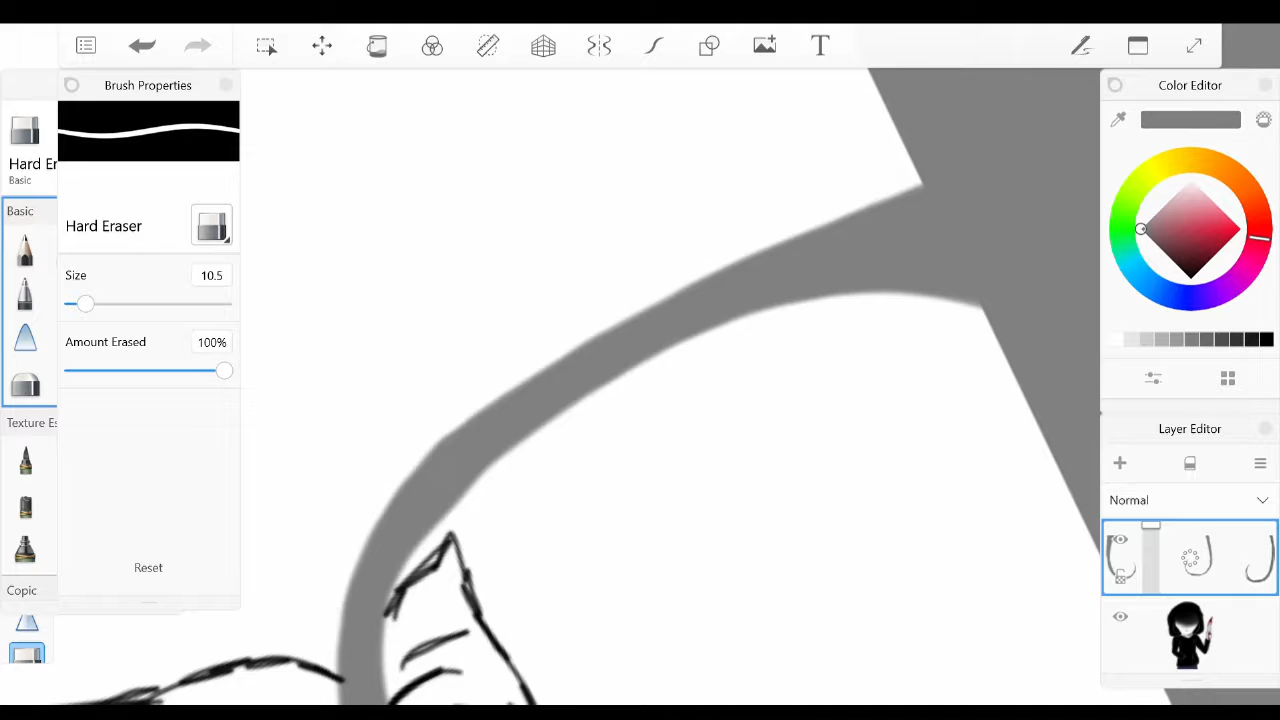 T
Brush Properties
Color Editor
Hard Er
Basic
Basic
Hard Eraser
Size
10.5
Amount Erased
100%
Texture Es
Reset
Copic
Layer Editor
Normal